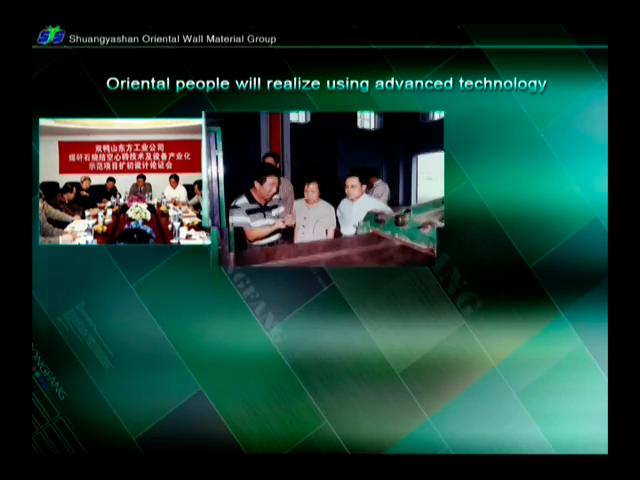 Shuangyashan Oriental Wall Material Group
Oriental people will realize using advanced technology
双鸭山东方工业公司
煤矸石烧结空心砖技术及设备产业化
示范项目扩初设计论证会